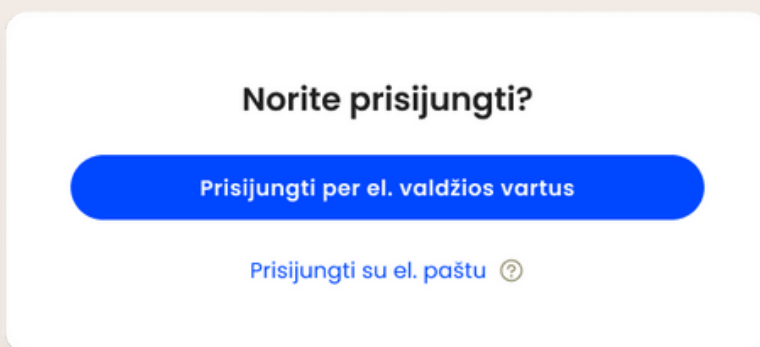 Norite prisijungti?
Prisijungti per el. valdžios vartus
Prisijungti su el. paštu ?